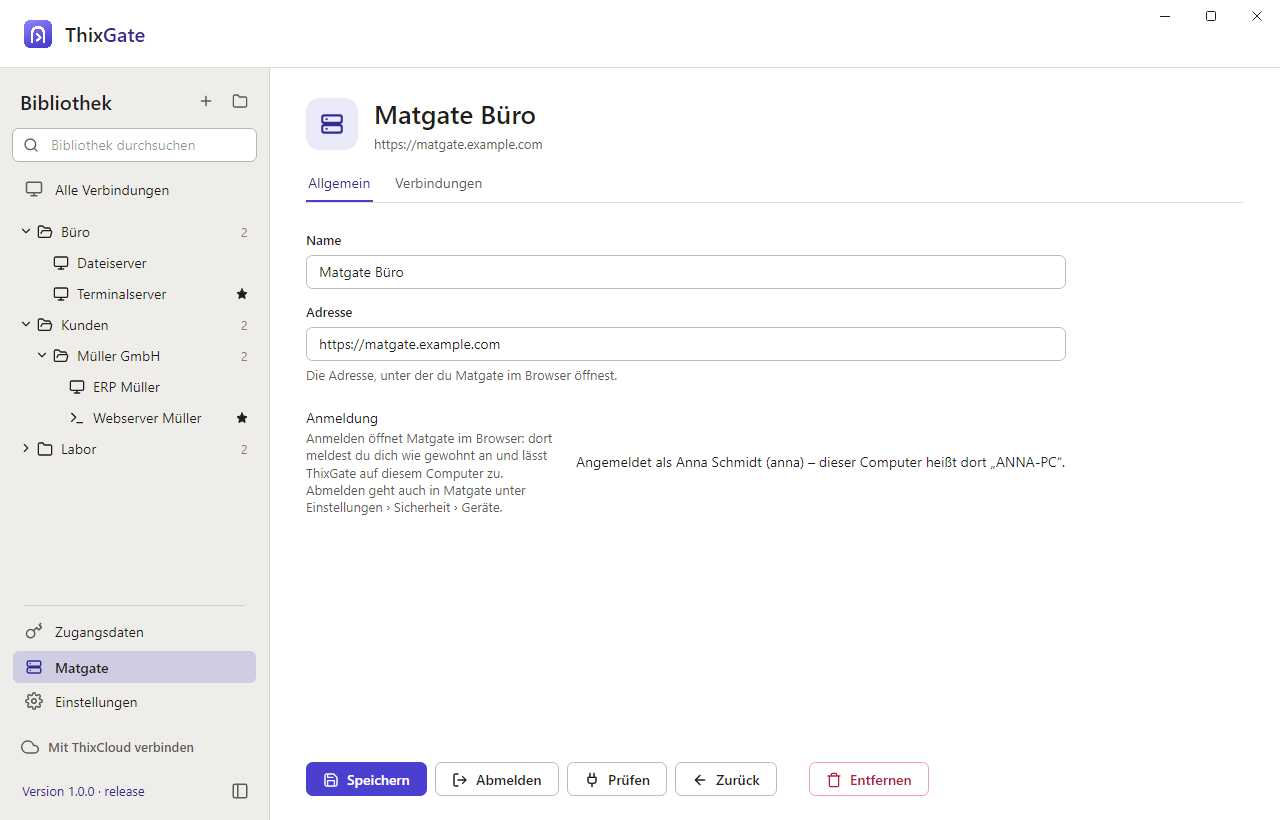 ThixGate
Bibliothek
Bibliothek durchsuchen
Alle Verbindungen
Büro 2
Dateiserver
Terminalserver
Kunden 2
Müller GmbH 2
ERP Müller
Webserver Müller
Labor 2
Zugangsdaten
Matgate
Einstellungen
Mit ThixCloud verbinden
Version 1.0.0 · release
Matgate Büro
https://matgate.example.com
Allgemein Verbindungen
Name
Matgate Büro
Adresse
https://matgate.example.com
Die Adresse, unter der du Matgate im Browser öffnest.
Anmeldung
Anmelden öffnet Matgate im Browser: dort
meldest du dich wie gewohnt an und lässt
ThixGate auf diesem Computer zu.
Abmelden geht auch in Matgate unter
Einstellungen › Sicherheit › Geräte.
Angemeldet als Anna Schmidt (anna) – dieser Computer heißt dort „ANNA-PC“.
Speichern Abmelden Prüfen Zurück Entfernen